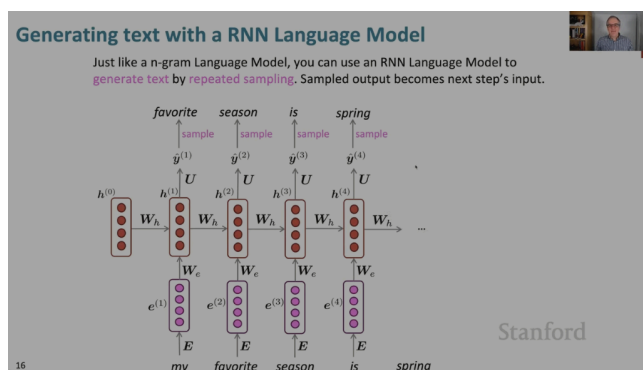 Generating text with a RNN Language Model
Just like a n-gram Language Model, you can use an RNN Language Model to
generate text by repeated sampling. Sampled output becomes next step's input.
favorite season is spring
sample sample sample sample
ŷ(1) ŷ(2) ŷ(3) ŷ(4)
U U U U
h(0) h(1) h(2) h(3) h(4)
Wh Wh Wh Wh Wh ...
We We We We
e(1) e(2) e(3) e(4)
E E E E
Stanford
my favorite season is spring
16